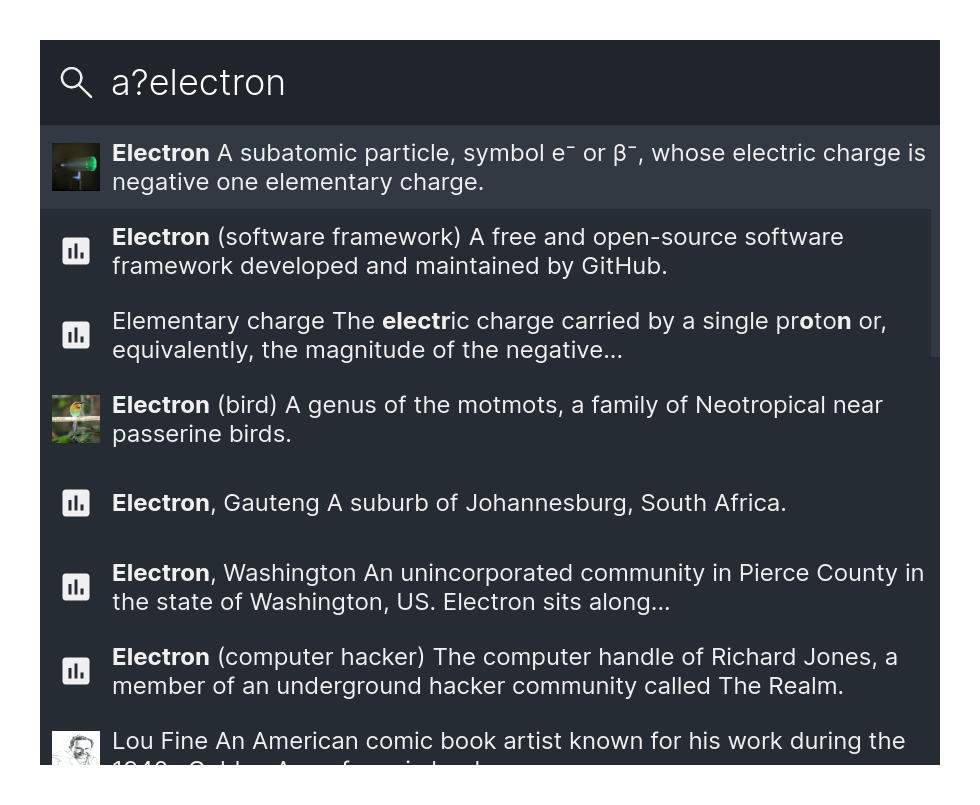 a?electron
Electron A subatomic particle, symbol e⁻ or β⁻, whose electric charge is
negative one elementary charge.
Electron (software framework) A free and open-source software
framework developed and maintained by GitHub.
Elementary charge The electric charge carried by a single proton or,
equivalently, the magnitude of the negative...
Electron (bird) A genus of the motmots, a family of Neotropical near
passerine birds.
Electron, Gauteng A suburb of Johannesburg, South Africa.
Electron, Washington An unincorporated community in Pierce County in
the state of Washington, US. Electron sits along...
Electron (computer hacker) The computer handle of Richard Jones, a
member of an underground hacker community called The Realm.
Lou Fine An American comic book artist known for his work during the